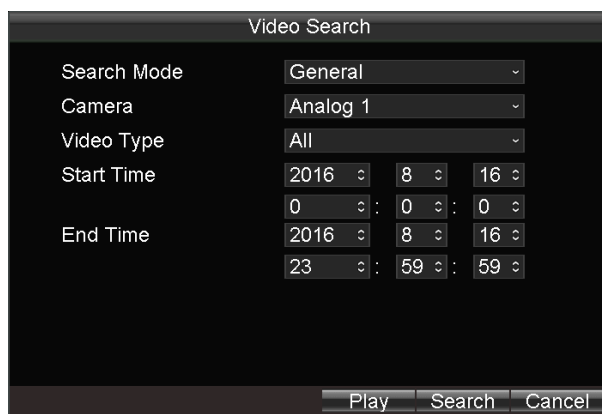 Video Search
Search Mode General
Camera Analog 1
Video Type All
Start Time 2016 8 16
0 : 0 : 0
End Time 2016 8 16
23 : 59 : 59
Play Search Cancel